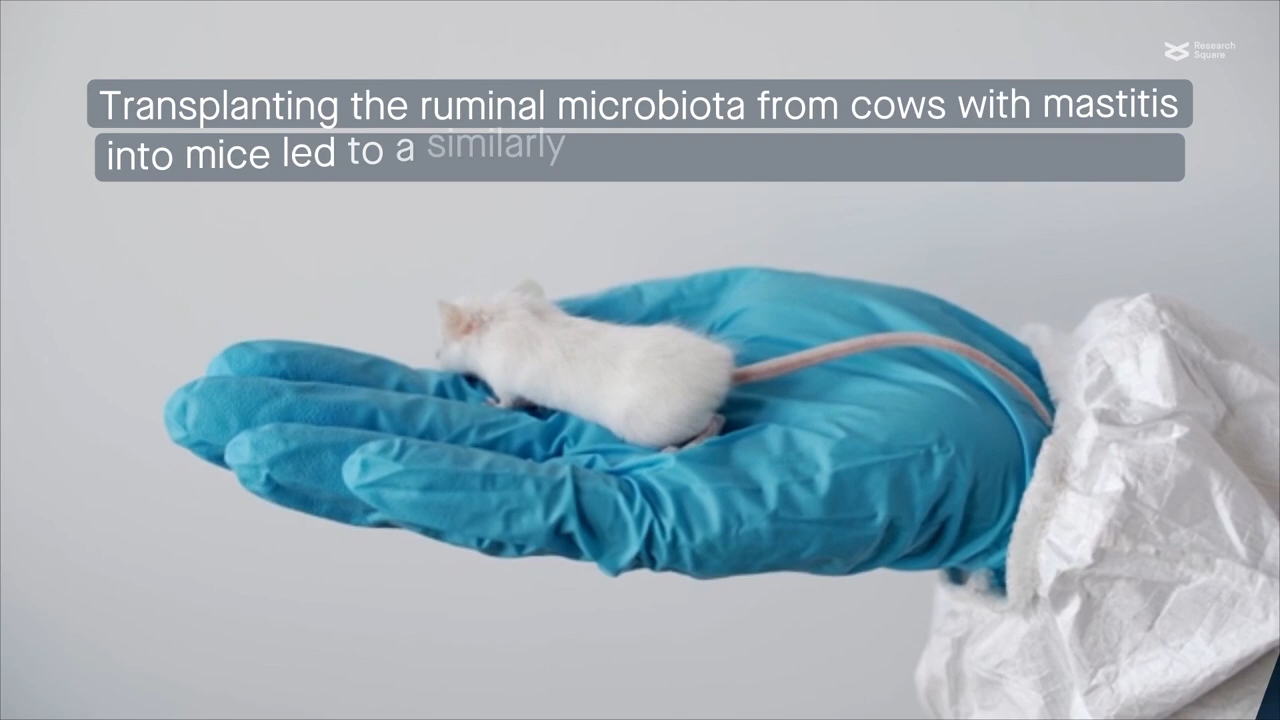 Research
Square
Transplanting the ruminal microbiota from cows with mastitis
into mice led to a similarly